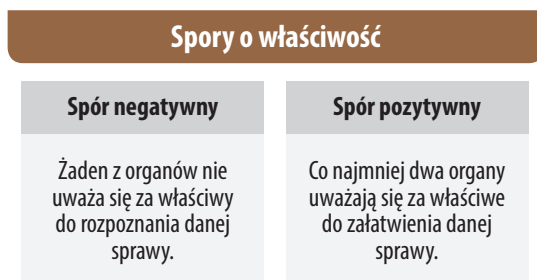 Spory o właściwość
Spór negatywny
Żaden z organów nie
uważa się za właściwy
do rozpoznania danej
sprawy.
Spór pozytywny
Co najmniej dwa organy
uważają się za właściwe
do załatwienia danej
sprawy.